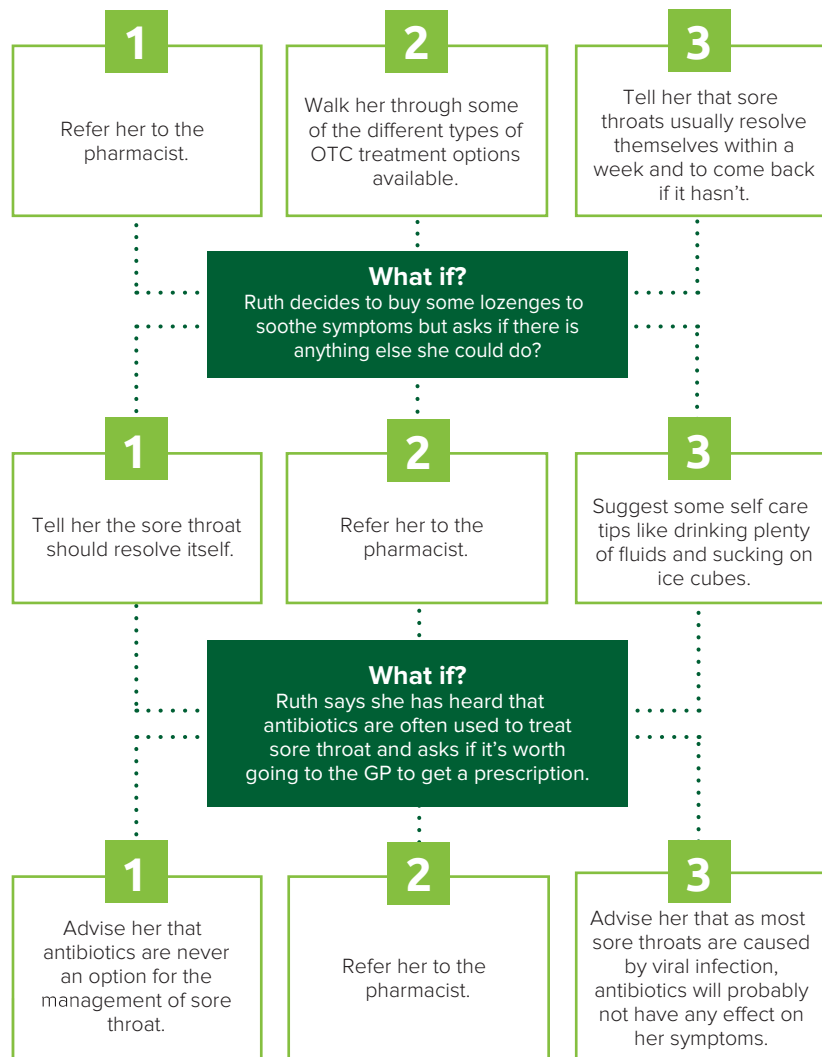 1
Refer her to the
pharmacist.
2
Walk her through some
of the different types of
OTC treatment options
available.
3
Tell her that sore
throats usually resolve
themselves within a
week and to come back
if it hasn’t.
What if?
Ruth decides to buy some lozenges to
soothe symptoms but asks if there is
anything else she could do?
1
Tell her the sore throat
should resolve itself.
2
Refer her to the
pharmacist.
3
Suggest some self care
tips like drinking plenty
of fluids and sucking on
ice cubes.
What if?
Ruth says she has heard that
antibiotics are often used to treat
sore throat and asks if it’s worth
going to the GP to get a prescription.
1
Advise her that
antibiotics are never
an option for the
management of sore
throat.
2
Refer her to the
pharmacist.
3
Advise her that as most
sore throats are caused
by viral infection,
antibiotics will probably
not have any effect on
her symptoms.